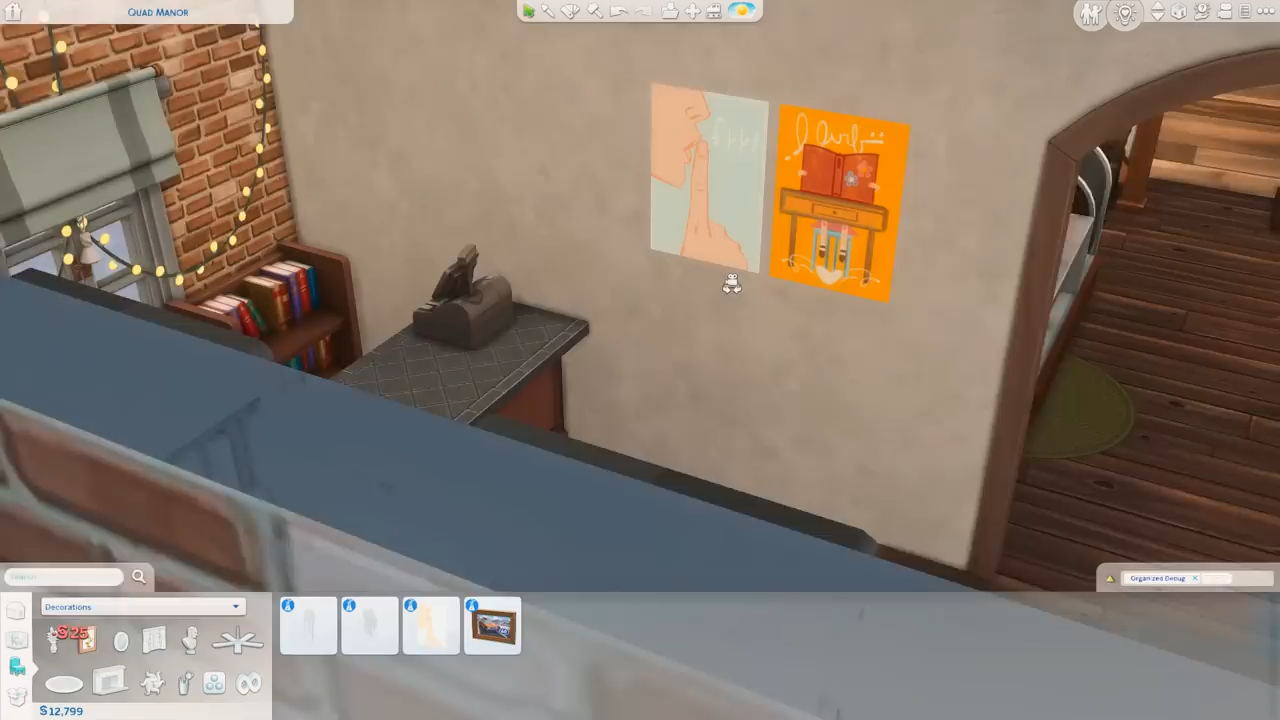 QUAD MANOR
Organized Debug
Decorations
§25
§12,799